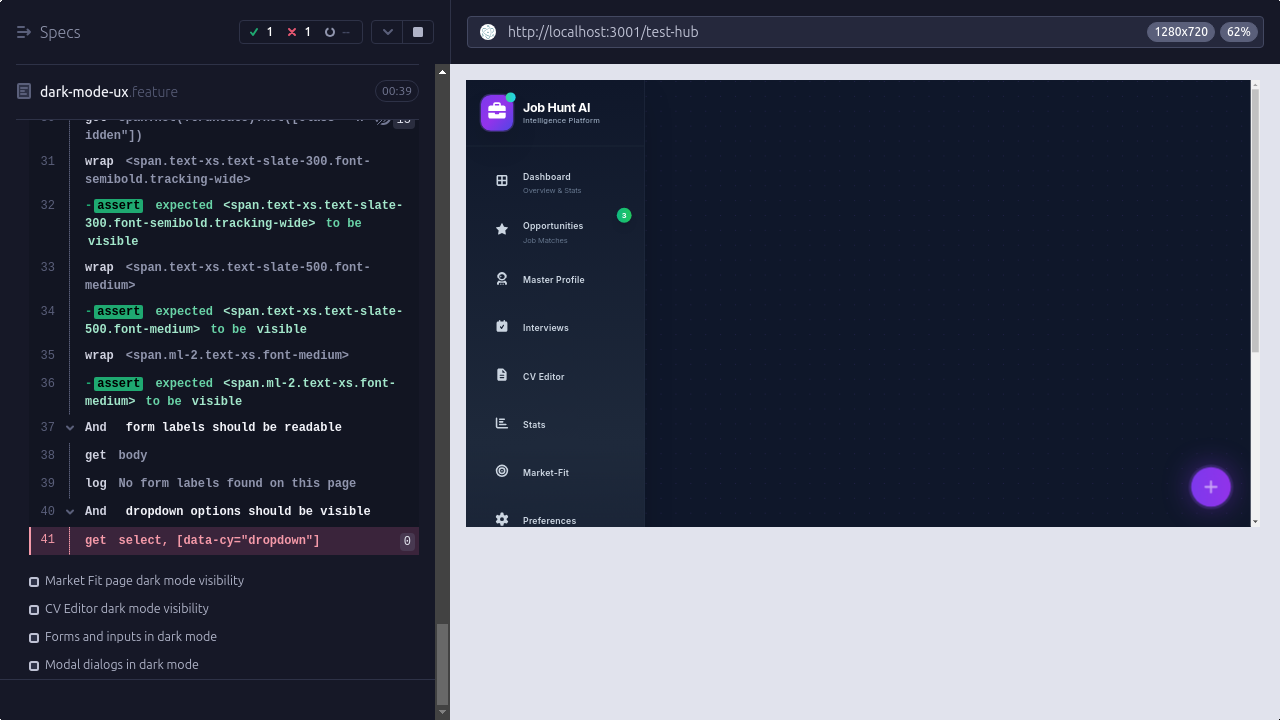 Specs
1
1
--
http://localhost:3001/test-hub
1280x720
62%
dark-mode-ux.feature
00:39
idden"])
31 wrap <span.text-xs.text-slate-300.font-
semibold.tracking-wide>
32 -assert expected <span.text-xs.text-slate-
300.font-semibold.tracking-wide> to be
visible
33 wrap <span.text-xs.text-slate-500.font-
medium>
34 -assert expected <span.text-xs.text-slate-
500.font-medium> to be visible
35 wrap <span.ml-2.text-xs.font-medium>
36 -assert expected <span.ml-2.text-xs.font-
medium> to be visible
37 And form labels should be readable
38 get body
39 log No form labels found on this page
40 And dropdown options should be visible
41 get select, [data-cy="dropdown"] 0
Market Fit page dark mode visibility
CV Editor dark mode visibility
Forms and inputs in dark mode
Modal dialogs in dark mode
Job Hunt AI
Intelligence Platform
Dashboard
Overview & Stats
3
Opportunities
Job Matches
Master Profile
Interviews
CV Editor
Stats
Market-Fit
Preferences